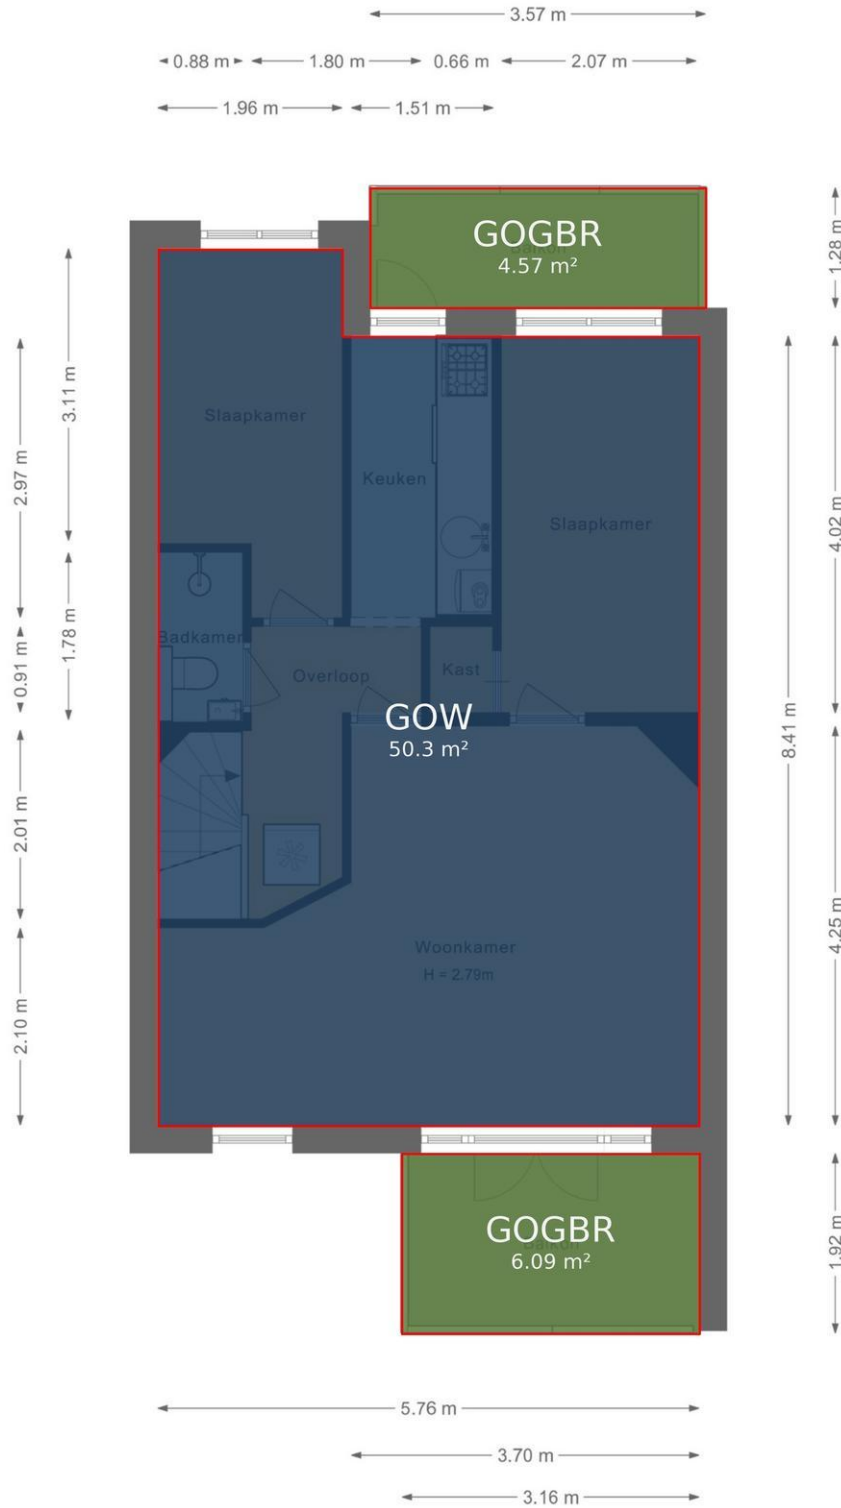 3.57 m
0.88 m
1.80 m
0.66 m
2.07 m
1.96 m
1.51 m
GOGBR
Balkon
4.57 m²
1.28 m
3.11 m
2.97 m
Slaapkamer
Keuken
Slaapkamer
4.02 m
1.78 m
0.91 m
Badkamer
Overloop
Kast
GOW
50.3 m²
8.41 m
2.01 m
Woonkamer
H = 2.79m
4.25 m
2.10 m
GOGBR
Balkon
6.09 m²
1.92 m
5.76 m
3.70 m
3.16 m